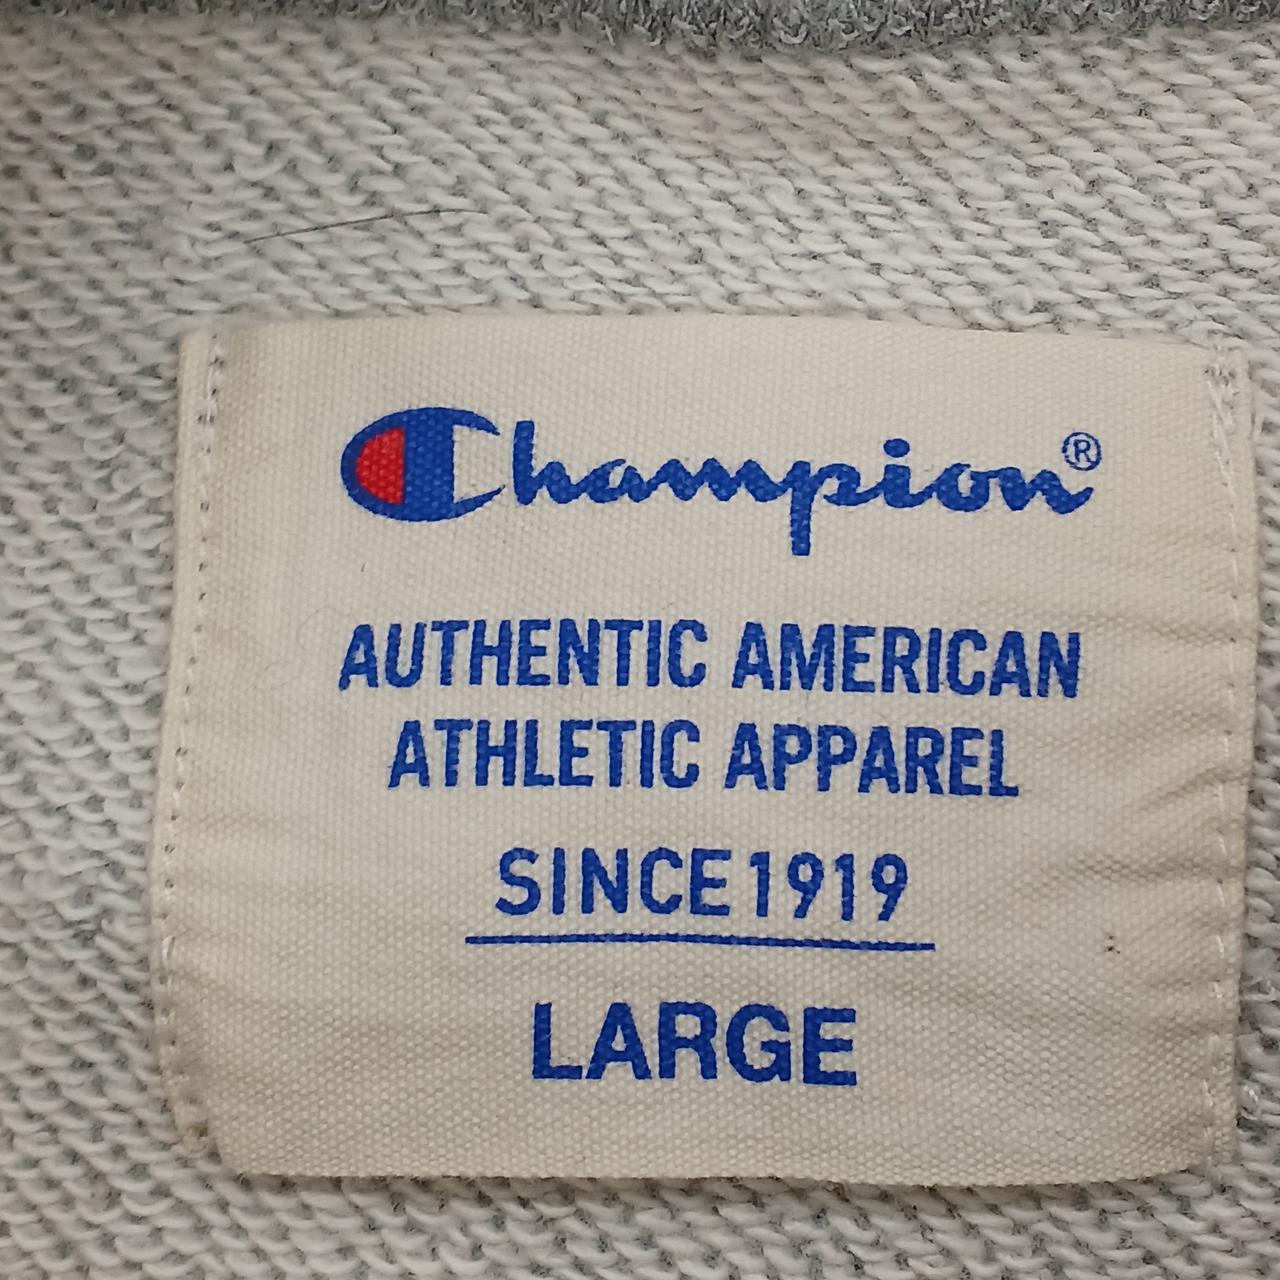 Champion®
AUTHENTIC AMERICAN
ATHLETIC APPAREL
SINCE 1919
LARGE